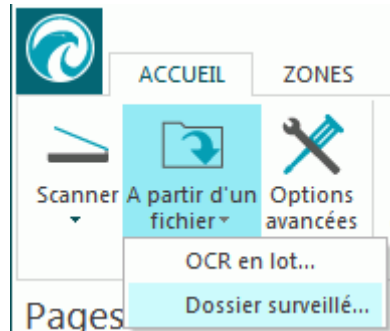 ACCUEIL ZONES
Scanner A partir d'un Options
fichier avancées
OCR en lot...
Dossier surveillé...
Pages